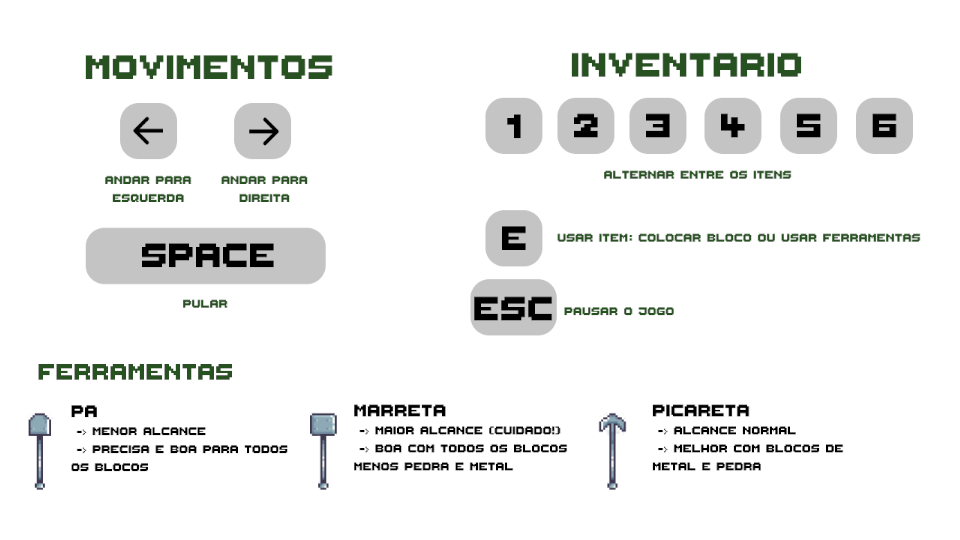 MOVIMENTOS
←
→
ANDAR PARA
ESQUERDA
ANDAR PARA
DIREITA
SPACE
PULAR
INVENTARIO
1 2 3 4 5 6
ALTERNAR ENTRE OS ITENS
E
USAR ITEM: COLOCAR BLOCO OU USAR FERRAMENTAS
ESC
PAUSAR O JOGO
FERRAMENTAS
PA
-> MENOR ALCANCE
-> PRECISA E BOA PARA TODOS
OS BLOCOS
MARRETA
-> MAIOR ALCANCE (CUIDADO!)
-> BOA COM TODOS OS BLOCOS
MENOS PEDRA E METAL
PICARETA
-> ALCANCE NORMAL
-> MELHOR COM BLOCOS DE
METAL E PEDRA